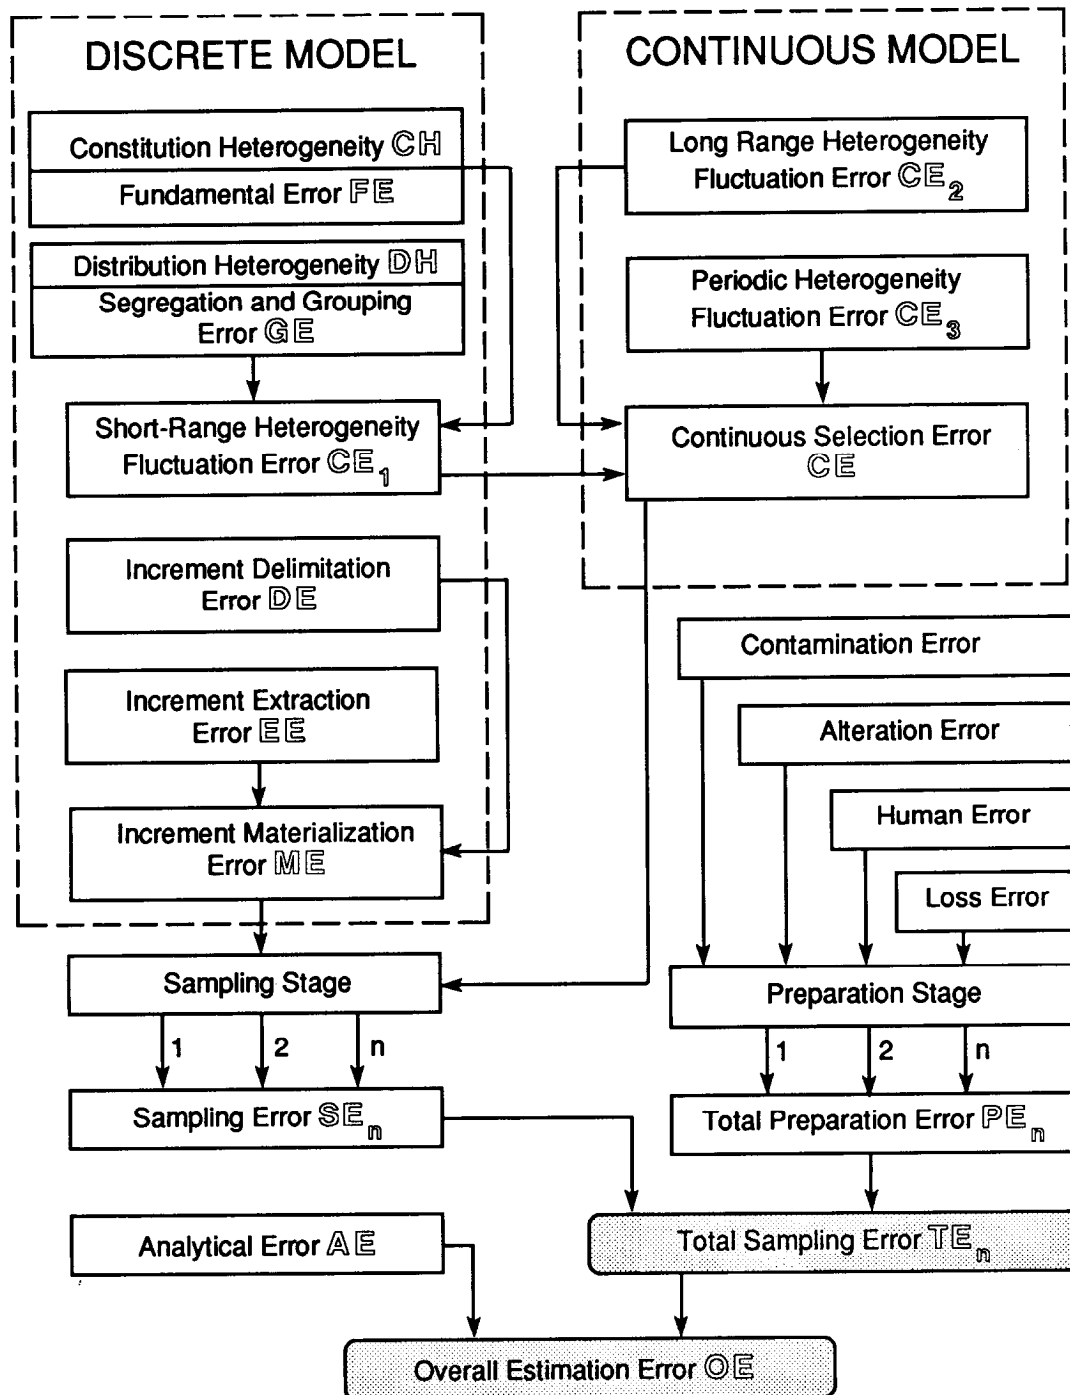 DISCRETE MODEL
Constitution Heterogeneity CH
Fundamental Error FE
Distribution Heterogeneity DH
Segregation and Grouping
Error GE
Short-Range Heterogeneity
Fluctuation Error CE1
Increment Delimitation
Error DE
Increment Extraction
Error EE
Increment Materialization
Error ME
CONTINUOUS MODEL
Long Range Heterogeneity
Fluctuation Error CE2
Periodic Heterogeneity
Fluctuation Error CE3
Continuous Selection Error
CE
Contamination Error
Alteration Error
Human Error
Loss Error
Sampling Stage
1 2 n
Sampling Error SEn
Preparation Stage
1 2 n
Total Preparation Error PEn
Analytical Error AE
Total Sampling Error TEn
Overall Estimation Error OE